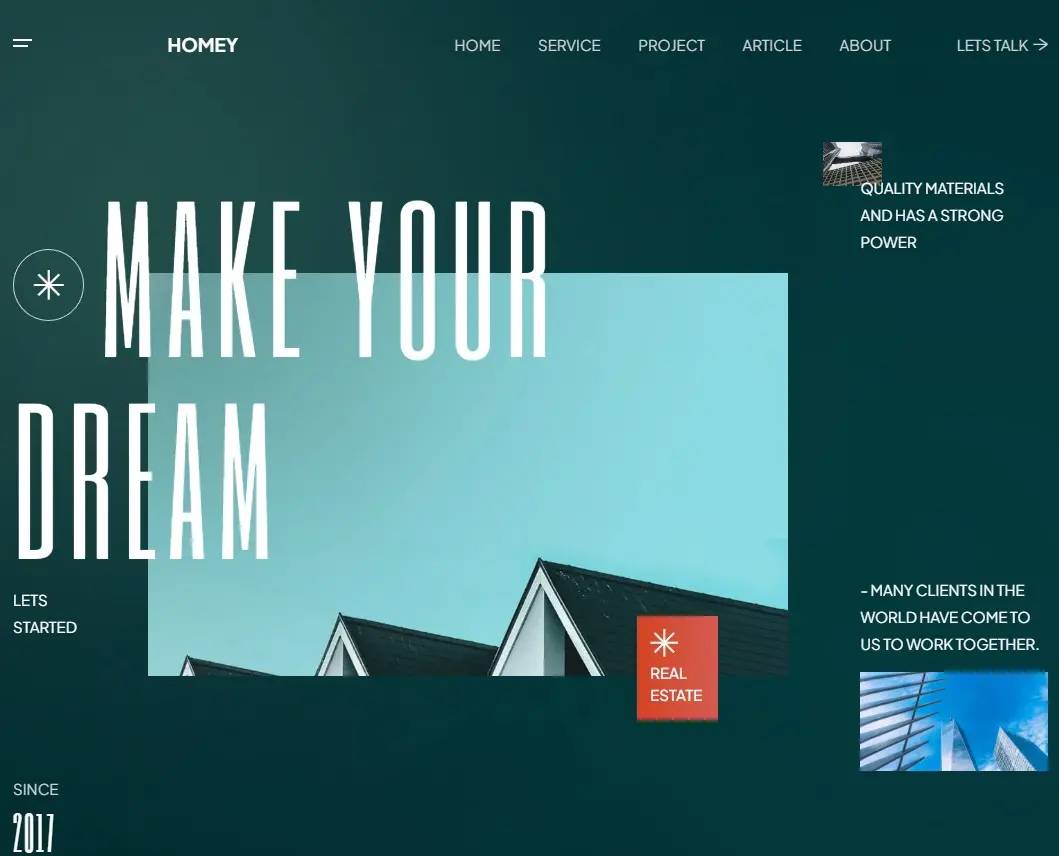 HOMEY
HOME SERVICE PROJECT ARTICLE ABOUT LETS TALK →
QUALITY MATERIALS
AND HAS A STRONG
POWER
MAKE YOUR
DREAM
LETS
STARTED
REAL
ESTATE
- MANY CLIENTS IN THE
WORLD HAVE COME TO
US TO WORK TOGETHER.
SINCE
2017